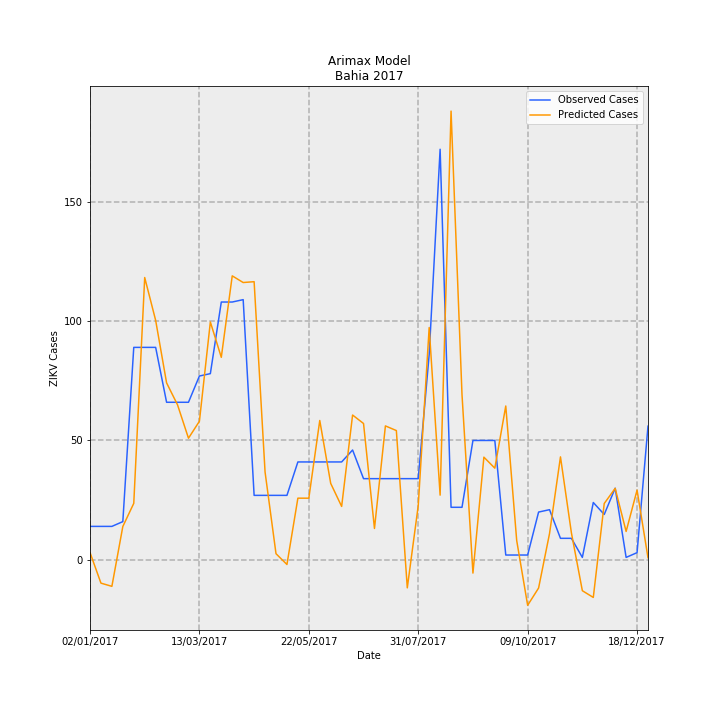 Arimax Model
Bahia 2017
Observed Cases
Predicted Cases
150
100
50
0
ZIKV Cases
02/01/2017 13/03/2017 22/05/2017 31/07/2017 09/10/2017 18/12/2017
Date